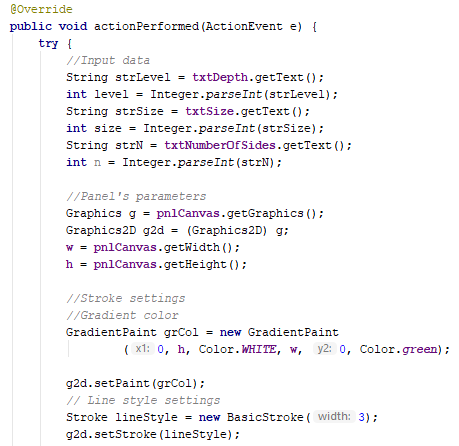 @Override
public void actionPerformed(ActionEvent e) {
try {
//Input data
String strLevel = txtDepth.getText();
int level = Integer.parseInt(strLevel);
String strSize = txtSize.getText();
int size = Integer.parseInt(strSize);
String strN = txtNumberOfSides.getText();
int n = Integer.parseInt(strN);
//Panel's parameters
Graphics g = pnlCanvas.getGraphics();
Graphics2D g2d = (Graphics2D) g;
w = pnlCanvas.getWidth();
h = pnlCanvas.getHeight();
//Stroke settings
//Gradient color
GradientPaint grCol = new GradientPaint
( x1: 0, h, Color.WHITE, w, y2: 0, Color.green);
g2d.setPaint(grCol);
// Line style settings
Stroke lineStyle = new BasicStroke( width: 3);
g2d.setStroke(lineStyle);